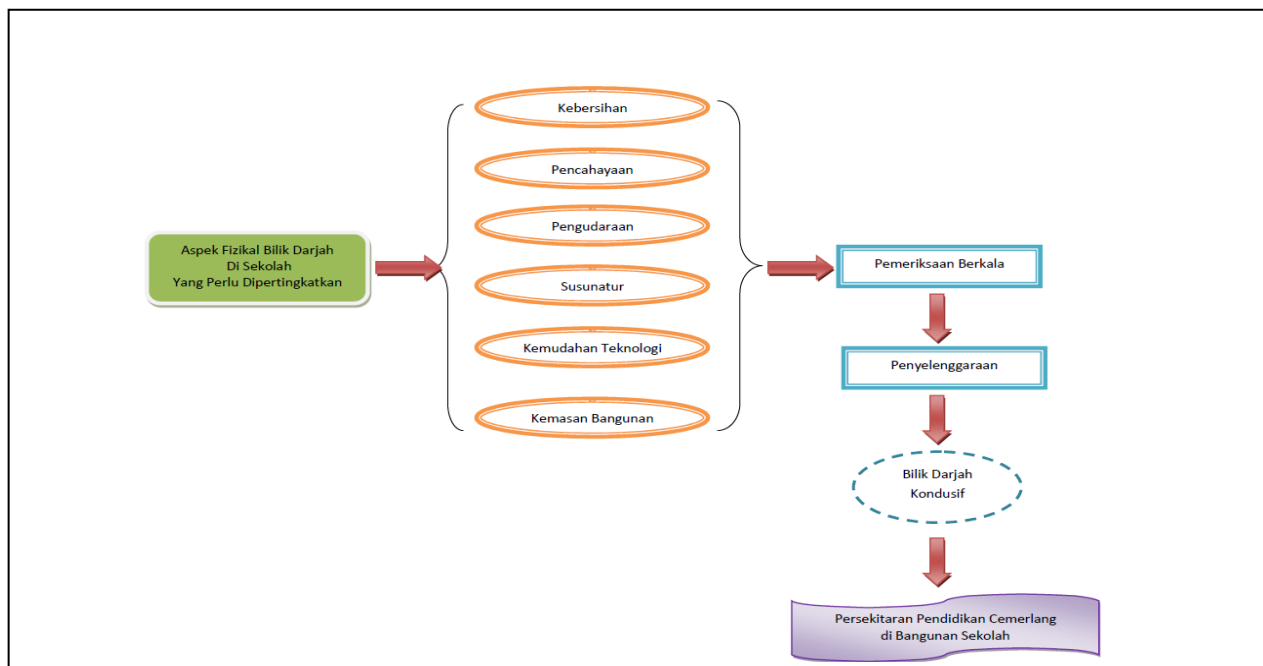 Aspek Fizikal Bilik Darjah
Di Sekolah
Yang Perlu Dipertingkatkan
Kebersihan
Pencahayaan
Pengudaraan
Susunatur
Kemudahan Teknologi
Kemasan Bangunan
Pemeriksaan Berkala
Penyelenggaraan
Bilik Darjah
Kondusif
Persekitaran Pendidikan Cemerlang
di Bangunan Sekolah